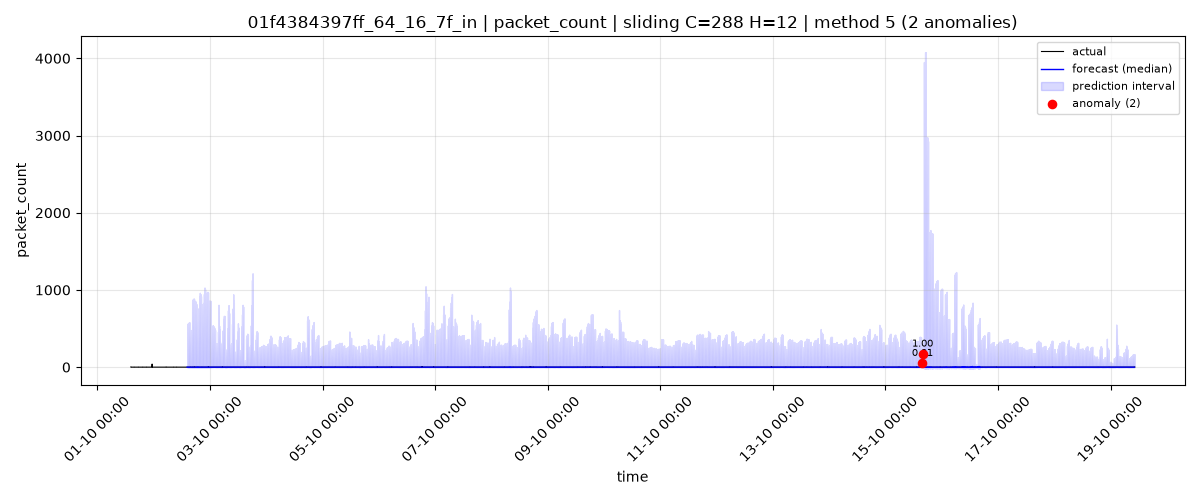 01f4384397ff_64_16_7f_in | packet_count | sliding C=288 H=12 | method 5 (2 anomalies)
actual
forecast (median)
prediction interval
anomaly (2)
packet_count
4000
3000
2000
1000
0
1.00
01-10 00:00
03-10 00:00
05-10 00:00
07-10 00:00
09-10 00:00
11-10 00:00
13-10 00:00
15-10 00:00
17-10 00:00
19-10 00:00
time